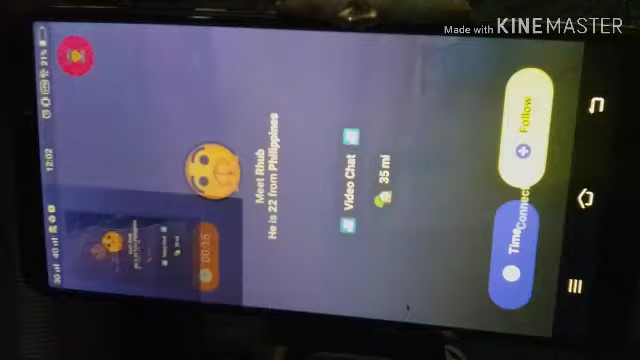 Made with KINEMASTER
12:02
21%
Meet Rhub
He is 22 from Philippines
Video Chat
35 mi
Follow
Time
Connect
00:15